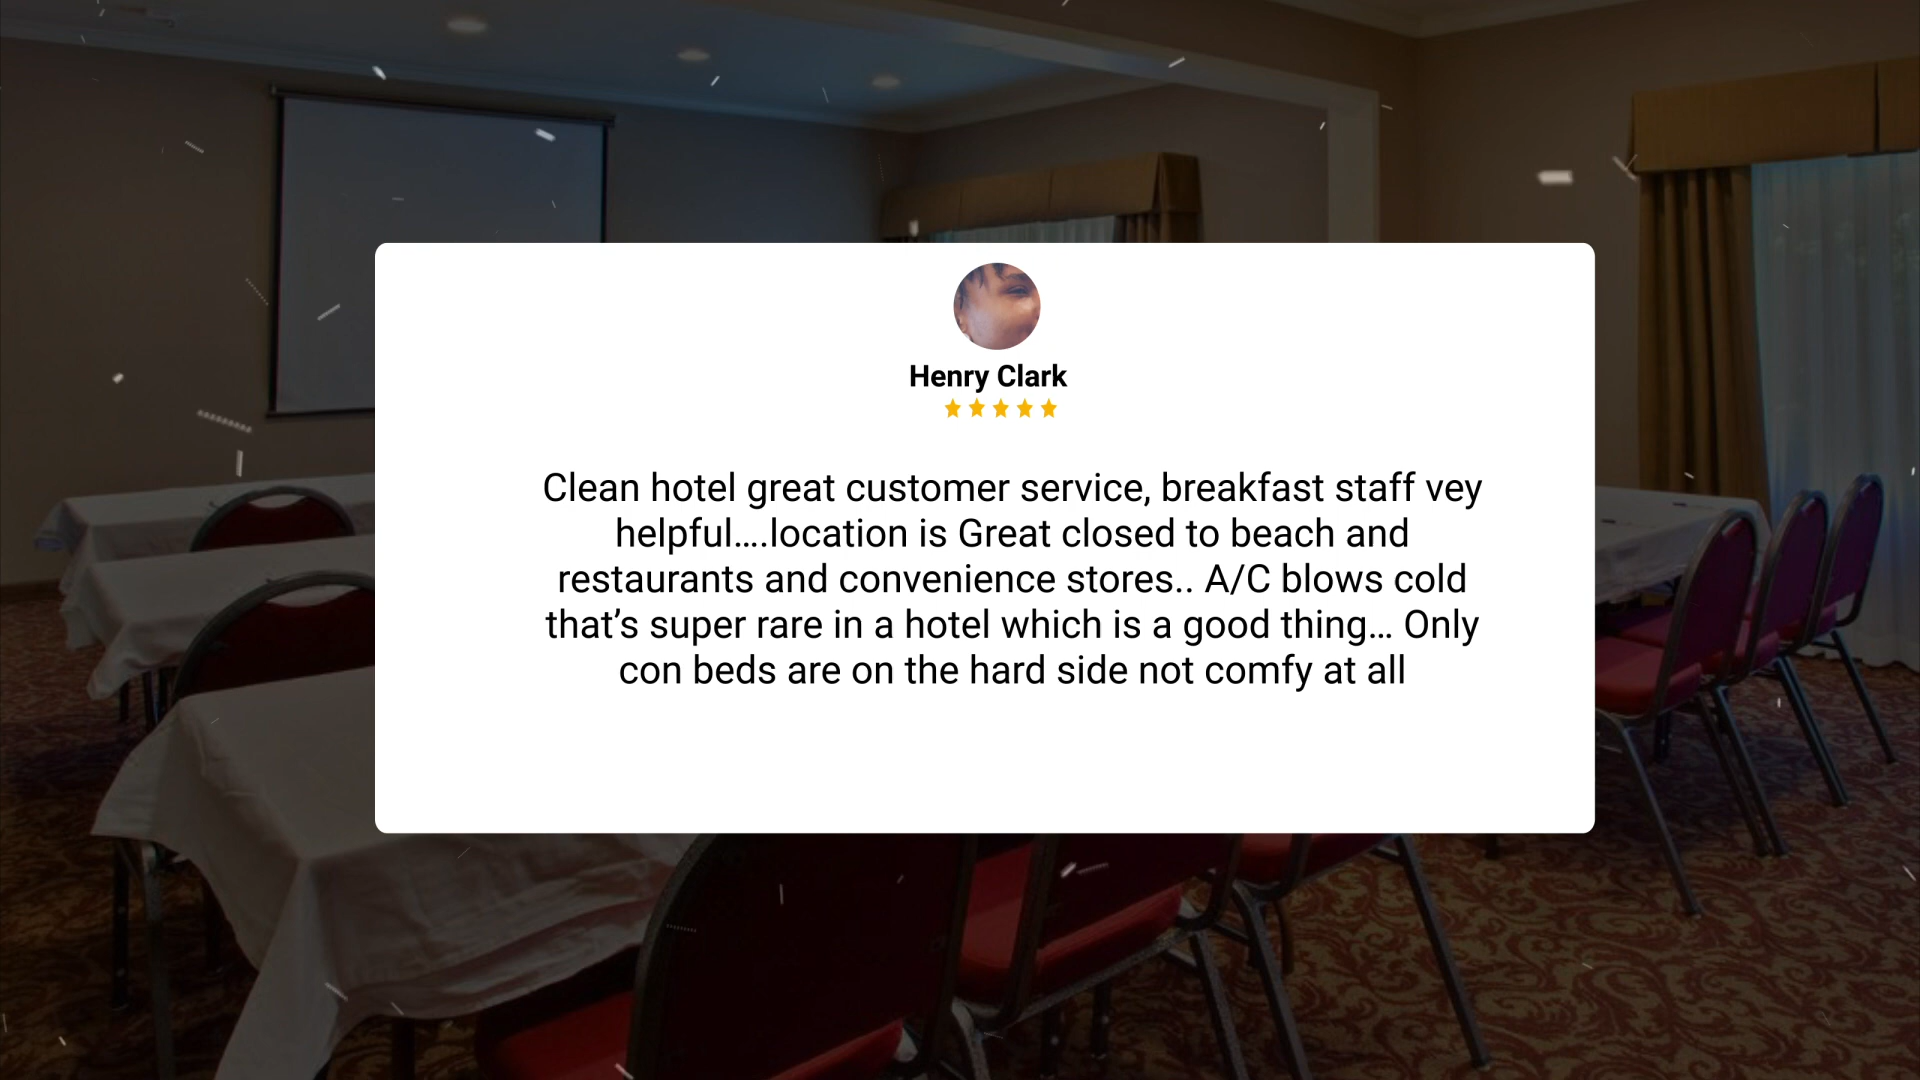 Henry Clark
Clean hotel great customer service, breakfast staff vey
helpful....location is Great closed to beach and
restaurants and convenience stores.. A/C blows cold
that’s super rare in a hotel which is a good thing... Only
con beds are on the hard side not comfy at all